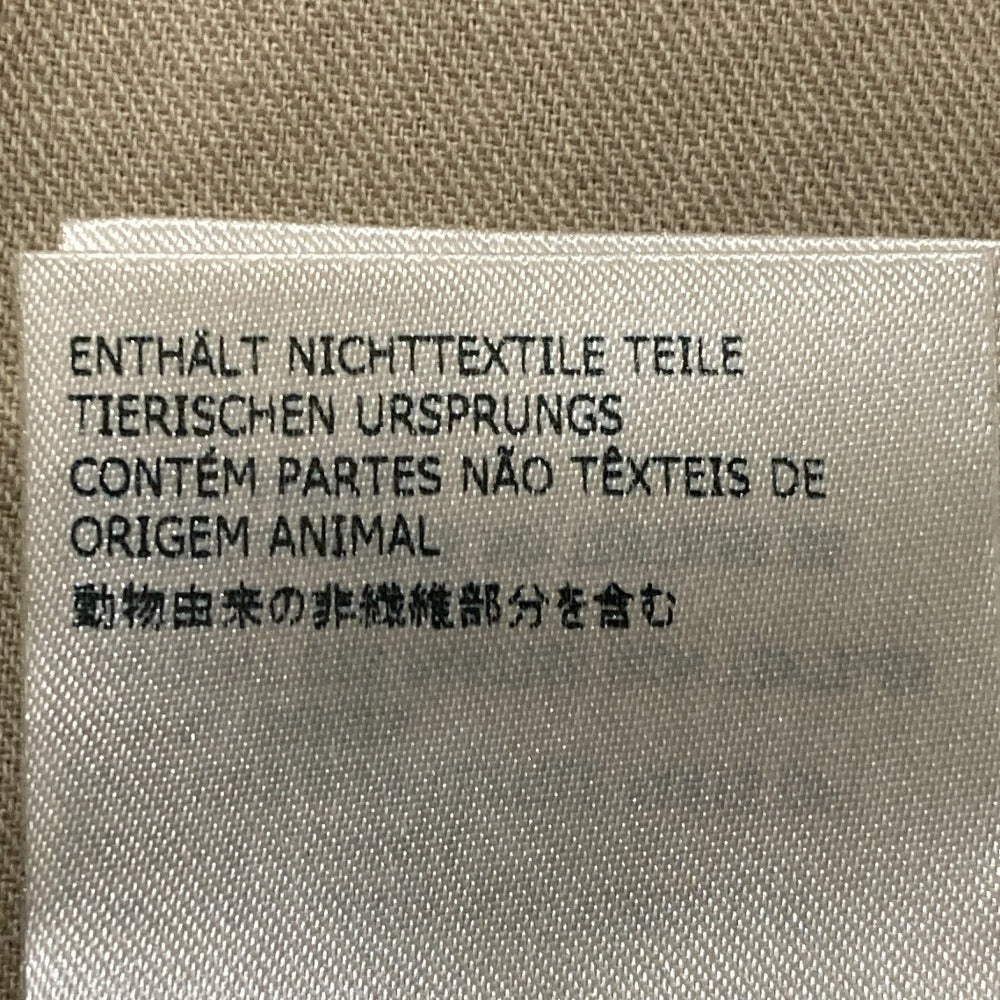 ENTHÄLT NICHTTEXTILE TEILE
TIERISCHEN URSPRUNGS
CONTÉM PARTES NÃO TÊXTEIS DE
ORIGEM ANIMAL
動物由来の非繊維部分を含む